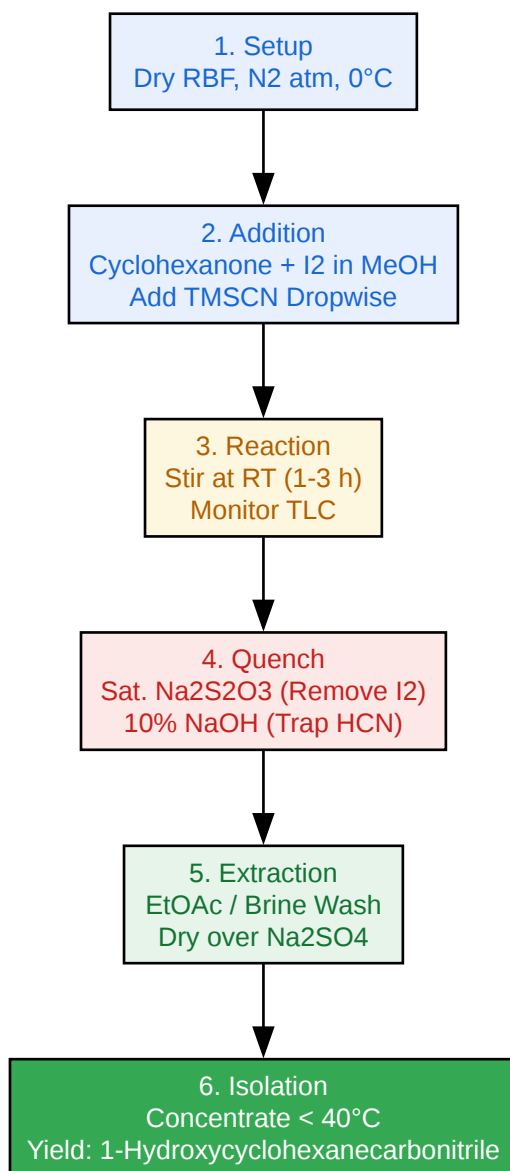 1. Setup
Dry RBF, N2 atm, 0°C
2. Addition
Cyclohexanone + I2 in MeOH
Add TMSCN Dropwise
3. Reaction
Stir at RT (1-3 h)
Monitor TLC
4. Quench
Sat. Na2S2O3 (Remove I2)
10% NaOH (Trap HCN)
5. Extraction
EtOAc / Brine Wash
Dry over Na2SO4
6. Isolation
Concentrate < 40°C
Yield: 1-Hydroxycyclohexanecarbonitrile